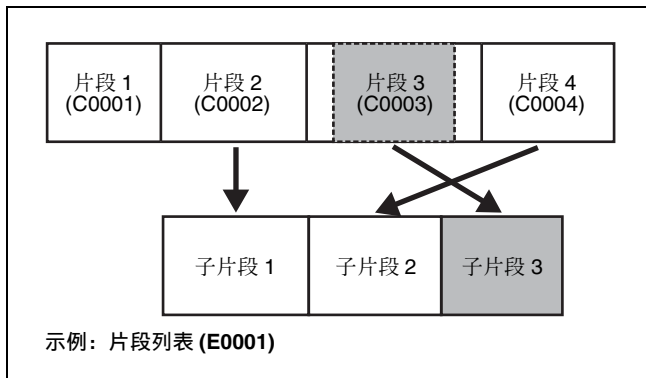 片段 1
(C0001)
片段 2
(C0002)
片段 3
(C0003)
片段 4
(C0004)
子片段 1
子片段 2
子片段 3
示例：片段列表 (E0001)